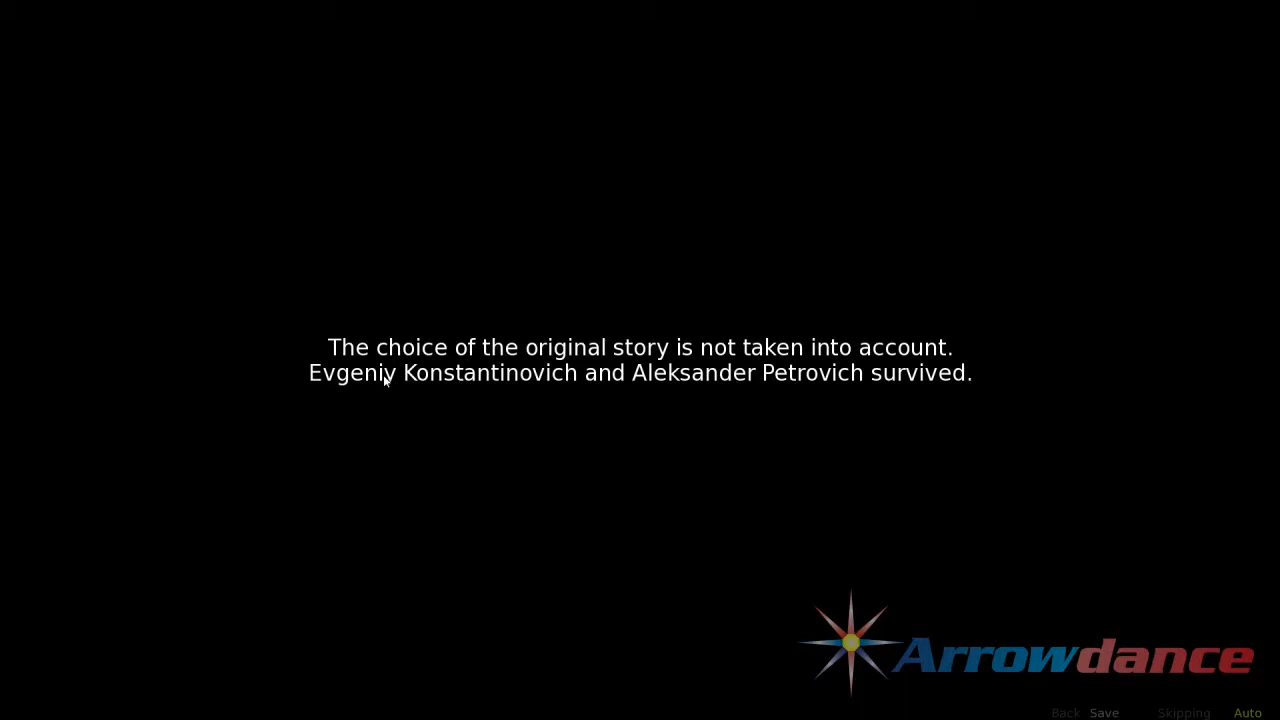 The choice of the original story is not taken into account.
Evgeniy Konstantinovich and Aleksander Petrovich survived.
Arrowdance
Back Save Skipping Auto